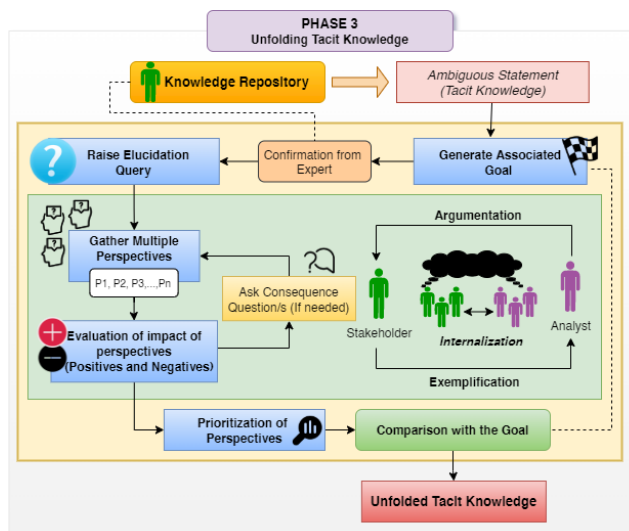 PHASE 3
Unfolding Tacit Knowledge
Knowledge Repository
Ambiguous Statement
(Tacit Knowledge)
?
Raise Elucidation
Query
Confirmation from
Expert
Generate Associated
Goal
Gather Multiple
Perspectives
P1, P2, P3,...,Pn
?
Ask Consequence
Question/s (If needed)
Evaluation of impact of
perspectives
(Positives and Negatives)
Argumentation
Stakeholder
Internalization
Analyst
Exemplification
Prioritization of
Perspectives
Comparison with the Goal
Unfolded Tacit Knowledge